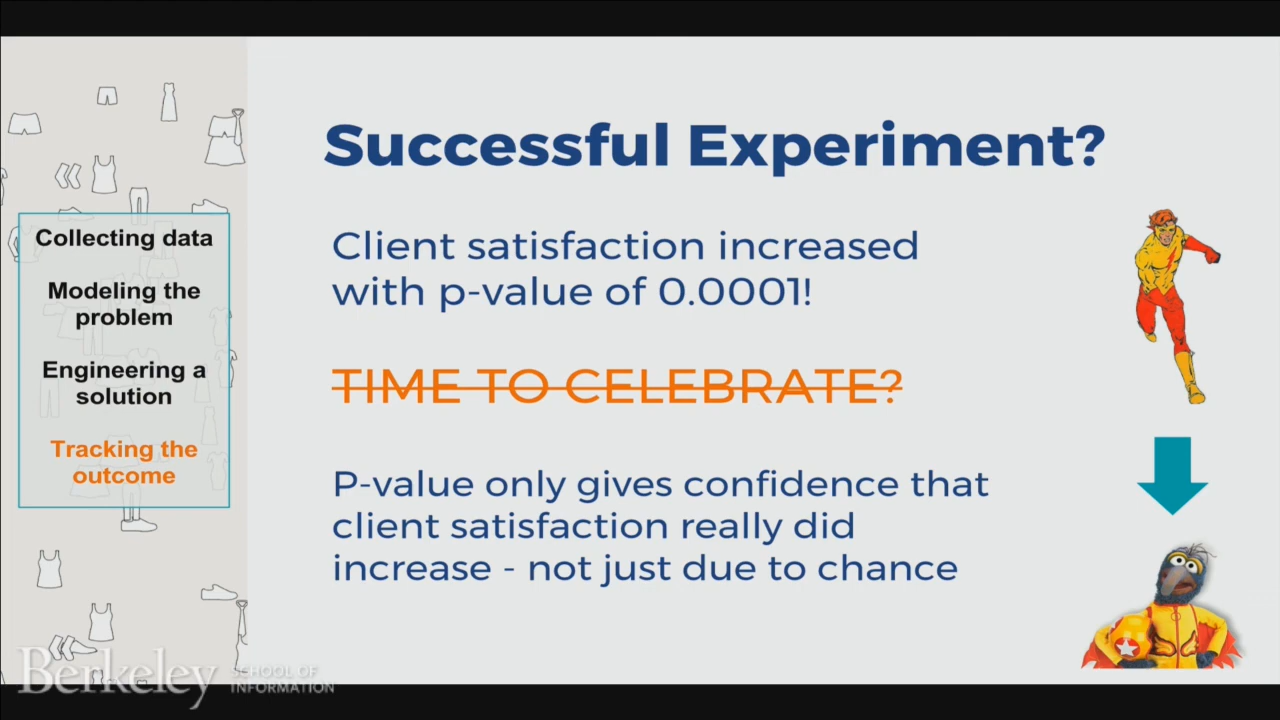 Successful Experiment?
Collecting data
Modeling the
problem
Engineering a
solution
Tracking the
outcome
Client satisfaction increased
with p-value of 0.0001!
TIME TO CELEBRATE?
P-value only gives confidence that
client satisfaction really did
increase - not just due to chance
Berkeley SCHOOL OF
INFORMATION